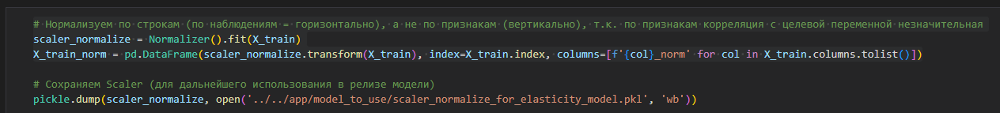 # Нормализуем по строкам (по наблюдениям = горизонтально), а не по признакам (вертикально), т.к. по признакам корреляция с целевой переменной незначительная
scaler_normalize = Normalizer().fit(X_train)
X_train_norm = pd.DataFrame(scaler_normalize.transform(X_train), index=X_train.index, columns=[f'{col}_norm' for col in X_train.columns.tolist()])
# Сохраняем Scaler (для дальнейшего использования в релизе модели)
pickle.dump(scaler_normalize, open('../../app/model_to_use/scaler_normalize_for_elasticity_model.pkl', 'wb'))